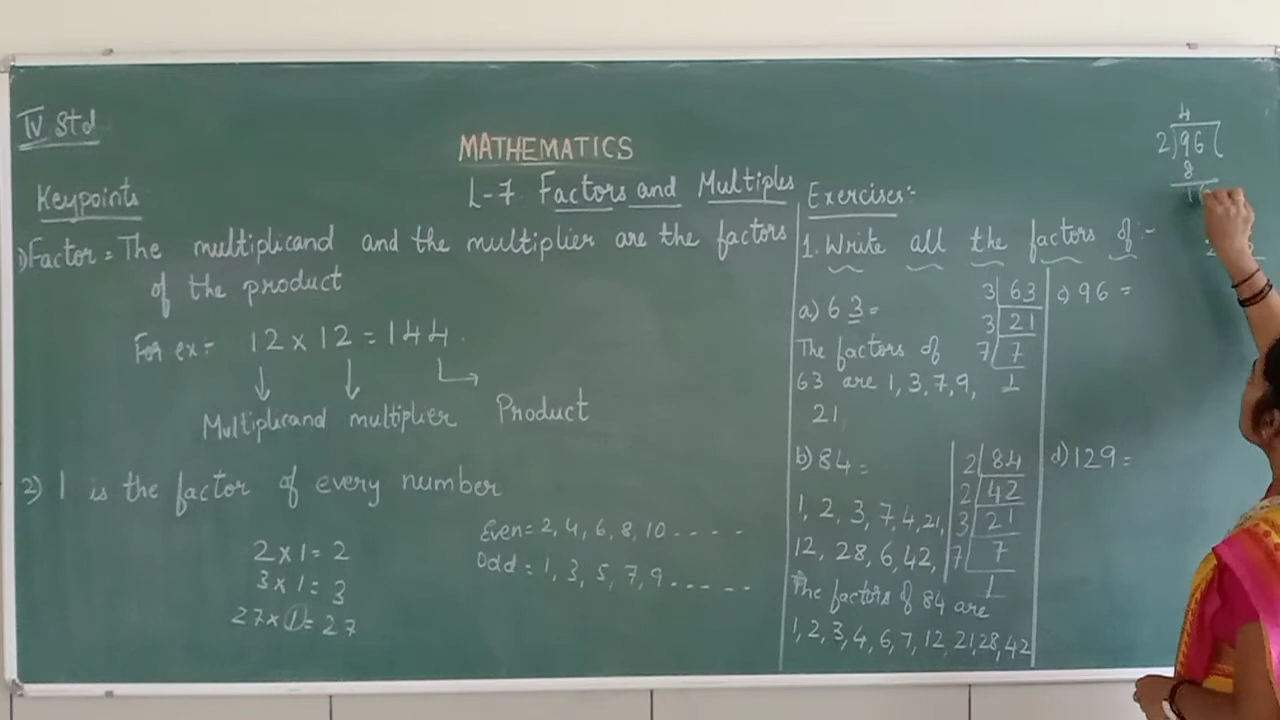 IV Std
MATHEMATICS
L-7 Factors and Multiples
Keypoints
1) Factor = The multiplicand and the multiplier are the factors
of the product
For ex:- 12 x 12 = 144.
Multiplicand multiplier Product
2) 1 is the factor of every number
2 x 1 = 2
3 x 1 = 3
27 x 1 = 27
Even = 2, 4, 6, 8, 10 - - - -
Odd = 1, 3, 5, 7, 9 - - - - -
Exercises:-
1. Write all the factors of :-
a) 63 =
The factors of
63 are 1, 3, 7, 9,
21,
3 63
3 21
7 7
1
b) 84 =
1, 2, 3, 7, 4, 21,
12, 28, 6, 42,
The factors of 84 are
1, 2, 3, 4, 6, 7, 12, 21, 28, 42
2 84
2 42
3 21
7 7
1
c) 96 =
d) 129 =
4
2) 96 (
8
1